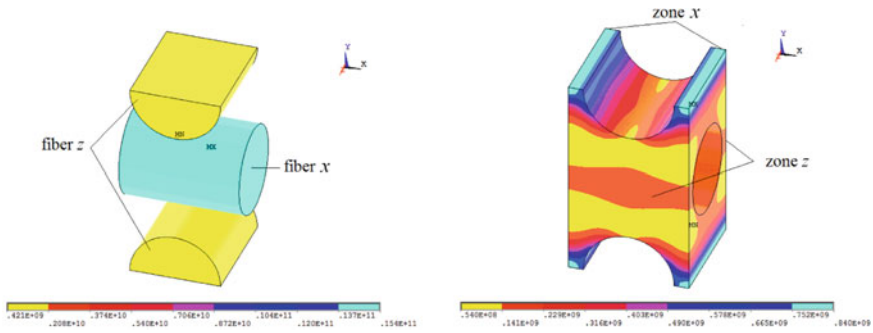 zone x
Y
X
Y
X
MN
MX
MX
fiber z
fiber x
zone z
MN
.421E+09 .374E+10 .706E+10 .104E+11 .137E+11
.208E+10 .540E+10 .872E+10 .120E+11 .154E+11
.540E+08 .229E+09 .403E+09 .578E+09 .752E+09
.141E+09 .316E+09 .490E+09 .665E+09 .840E+09